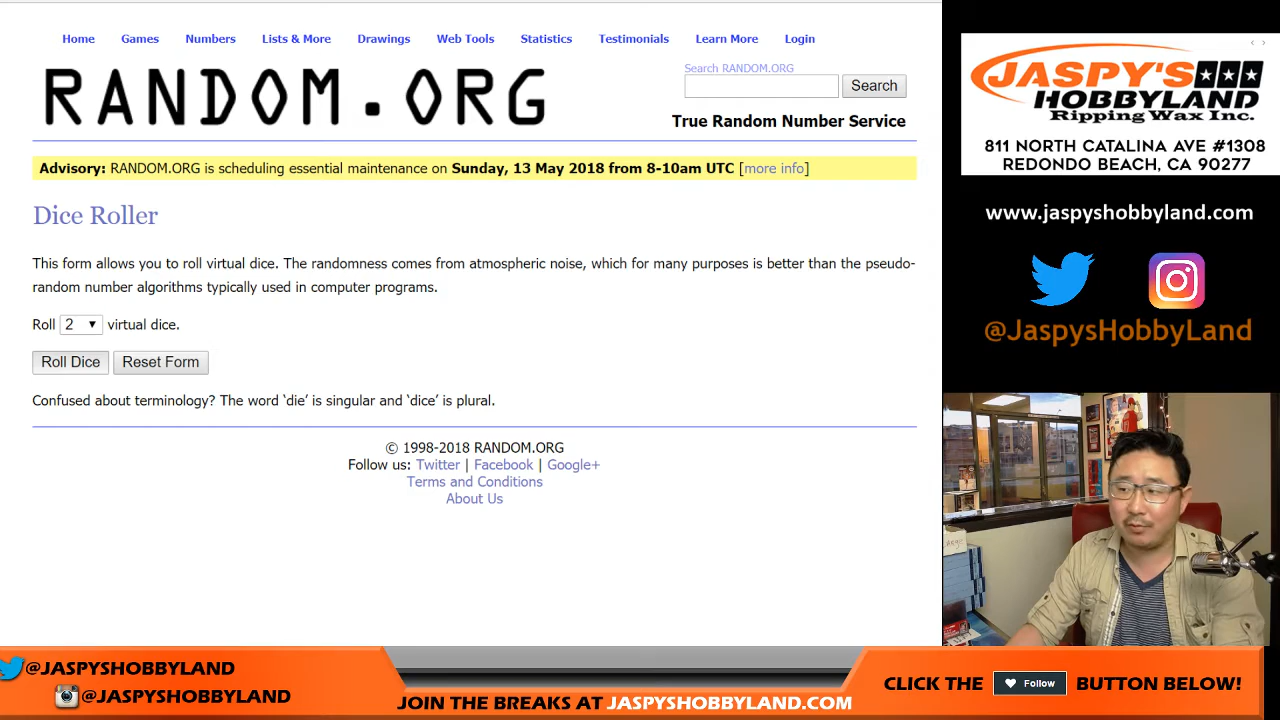 Home Games Numbers Lists & More Drawings Web Tools Statistics Testimonials Learn More Login
RANDOM.ORG
Search RANDOM.ORG
Search
True Random Number Service
Advisory: RANDOM.ORG is scheduling essential maintenance on Sunday, 13 May 2018 from 8-10am UTC [more info]
Dice Roller
This form allows you to roll virtual dice. The randomness comes from atmospheric noise, which for many purposes is better than the pseudo-
random number algorithms typically used in computer programs.
Roll 2 virtual dice.
Roll Dice Reset Form
Confused about terminology? The word ‘die’ is singular and ‘dice’ is plural.
© 1998-2018 RANDOM.ORG
Follow us: Twitter | Facebook | Google+
Terms and Conditions
About Us
JASPY'S
HOBBYLAND
Ripping Wax Inc.
811 NORTH CATALINA AVE #1308
REDONDO BEACH, CA 90277
www.jaspyshobbyland.com
@JaspysHobbyLand
@JASPYSHOBBYLAND
@JASPYSHOBBYLAND
JOIN THE BREAKS AT JASPYSHOBBYLAND.COM
CLICK THE Follow BUTTON BELOW!